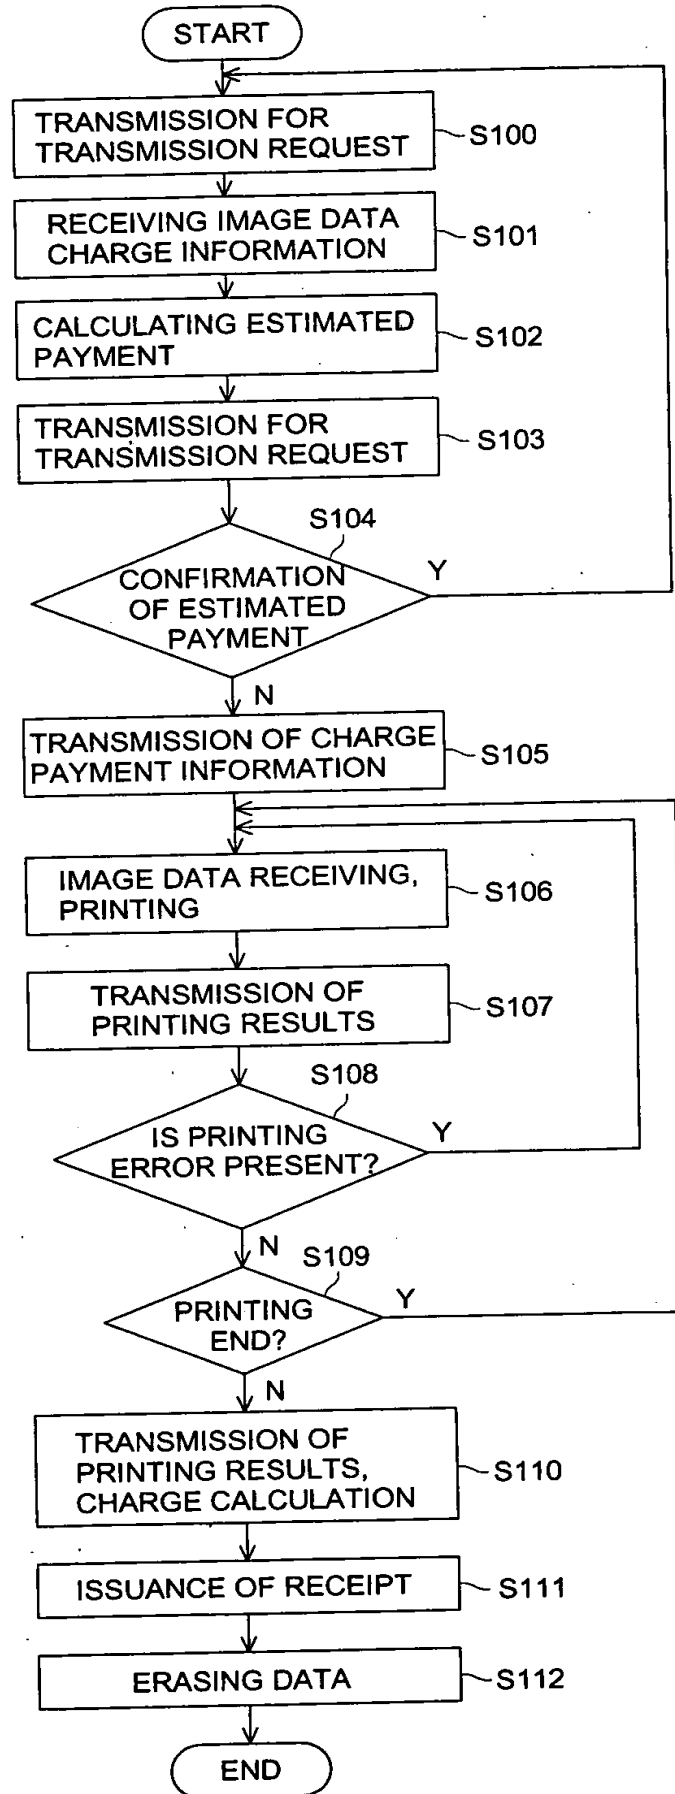 START
TRANSMISSION FOR
TRANSMISSION REQUEST
S100
RECEIVING IMAGE DATA
CHARGE INFORMATION
S101
CALCULATING ESTIMATED
PAYMENT
S102
TRANSMISSION FOR
TRANSMISSION REQUEST
S103
S104
CONFIRMATION
OF ESTIMATED
PAYMENT
Y
N
TRANSMISSION OF CHARGE
PAYMENT INFORMATION
S105
IMAGE DATA RECEIVING,
PRINTING
S106
TRANSMISSION OF
PRINTING RESULTS
S107
S108
IS PRINTING
ERROR PRESENT?
Y
N
S109
PRINTING
END?
Y
N
TRANSMISSION OF
PRINTING RESULTS,
CHARGE CALCULATION
S110
ISSUANCE OF RECEIPT
S111
ERASING DATA
S112
END